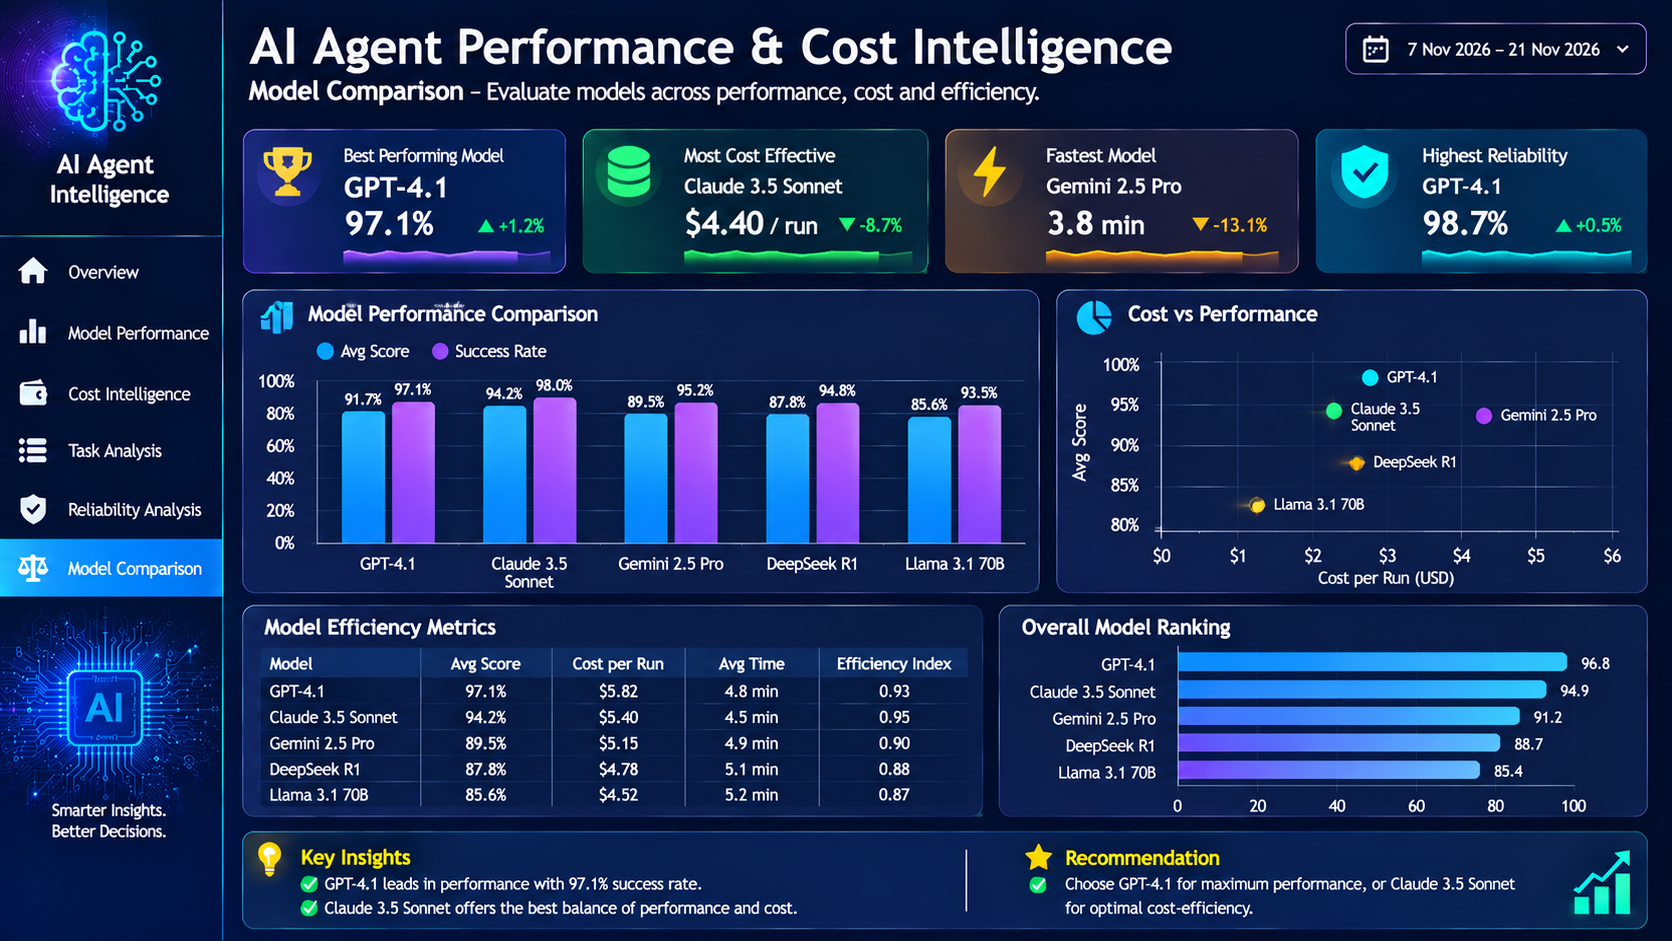 AI Agent Performance & Cost Intelligence
Model Comparison – Evaluate models across performance, cost and efficiency.
7 Nov 2026 – 21 Nov 2026
AI Agent
Intelligence
Overview
Model Performance
Cost Intelligence
Task Analysis
Reliability Analysis
Model Comparison
AI
Smarter Insights.
Better Decisions.
Best Performing Model
GPT-4.1
97.1%
▲ +1.2%
Most Cost Effective
Claude 3.5 Sonnet
$4.40 / run
▼ -8.7%
Fastest Model
Gemini 2.5 Pro
3.8 min
▼ -13.1%
Highest Reliability
GPT-4.1
98.7%
▲ +0.5%
Model Performance Comparison
Avg Score
Success Rate
100%
80%
60%
40%
20%
0%
91.7%
97.1%
94.2%
98.0%
89.5%
95.2%
87.8%
94.8%
85.6%
93.5%
GPT-4.1
Claude 3.5
Sonnet
Gemini 2.5 Pro
DeepSeek R1
Llama 3.1 70B
Cost vs Performance
Avg Score
100%
95%
90%
85%
80%
GPT-4.1
Claude 3.5
Sonnet
Gemini 2.5 Pro
DeepSeek R1
Llama 3.1 70B
$0 $1 $2 $3 $4 $5 $6
Cost per Run (USD)
Model Efficiency Metrics
Model Avg Score Cost per Run Avg Time Efficiency Index
GPT-4.1 97.1% $5.82 4.8 min 0.93
Claude 3.5 Sonnet 94.2% $5.40 4.5 min 0.95
Gemini 2.5 Pro 89.5% $5.15 4.9 min 0.90
DeepSeek R1 87.8% $4.78 5.1 min 0.88
Llama 3.1 70B 85.6% $4.52 5.2 min 0.87
Overall Model Ranking
GPT-4.1 96.8
Claude 3.5 Sonnet 94.9
Gemini 2.5 Pro 91.2
DeepSeek R1 88.7
Llama 3.1 70B 85.4
0 20 40 60 80 100
Key Insights
GPT-4.1 leads in performance with 97.1% success rate.
Claude 3.5 Sonnet offers the best balance of performance and cost.
Recommendation
Choose GPT-4.1 for maximum performance, or Claude 3.5 Sonnet
for optimal cost-efficiency.